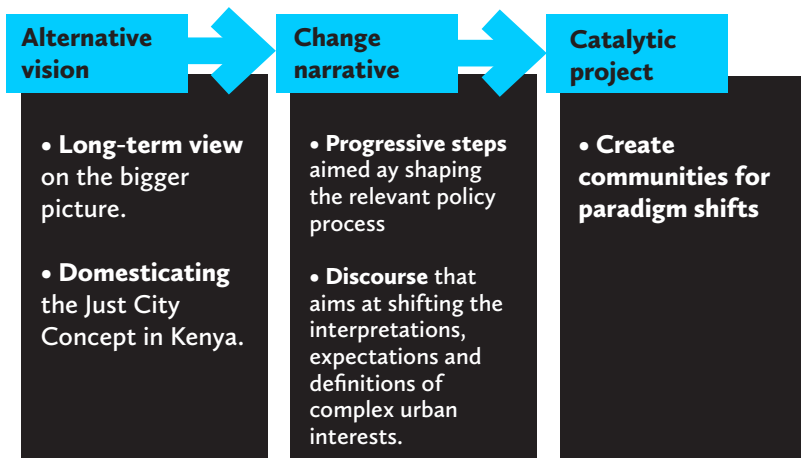 Alternative
vision
• Long-term view
on the bigger
picture.
• Domesticating
the Just City
Concept in Kenya.
Change
narrative
• Progressive steps
aimed ay shaping
the relevant policy
process
• Discourse that
aims at shifting the
interpretations,
expectations and
definitions of
complex urban
interests.
Catalytic
project
• Create
communities for
paradigm shifts